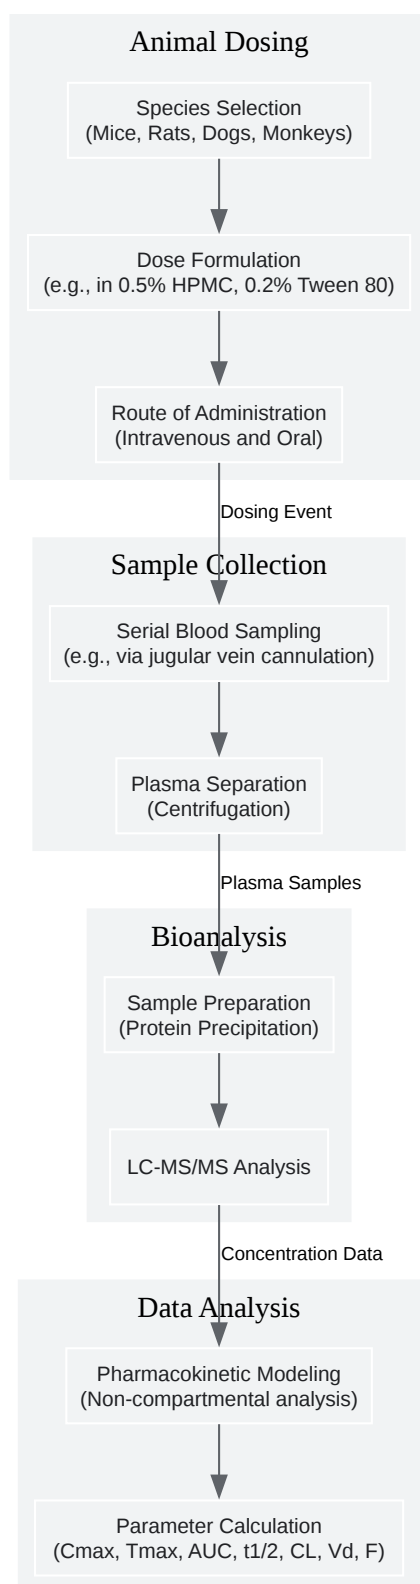 Animal Dosing
Species Selection
(Mice, Rats, Dogs, Monkeys)
Dose Formulation
(e.g., in 0.5% HPMC, 0.2% Tween 80)
Route of Administration
(Intravenous and Oral)
Dosing Event
Sample Collection
Serial Blood Sampling
(e.g., via jugular vein cannulation)
Plasma Separation
(Centrifugation)
Plasma Samples
Bioanalysis
Sample Preparation
(Protein Precipitation)
LC-MS/MS Analysis
Concentration Data
Data Analysis
Pharmacokinetic Modeling
(Non-compartmental analysis)
Parameter Calculation
(Cmax, Tmax, AUC, t1/2, CL, Vd, F)